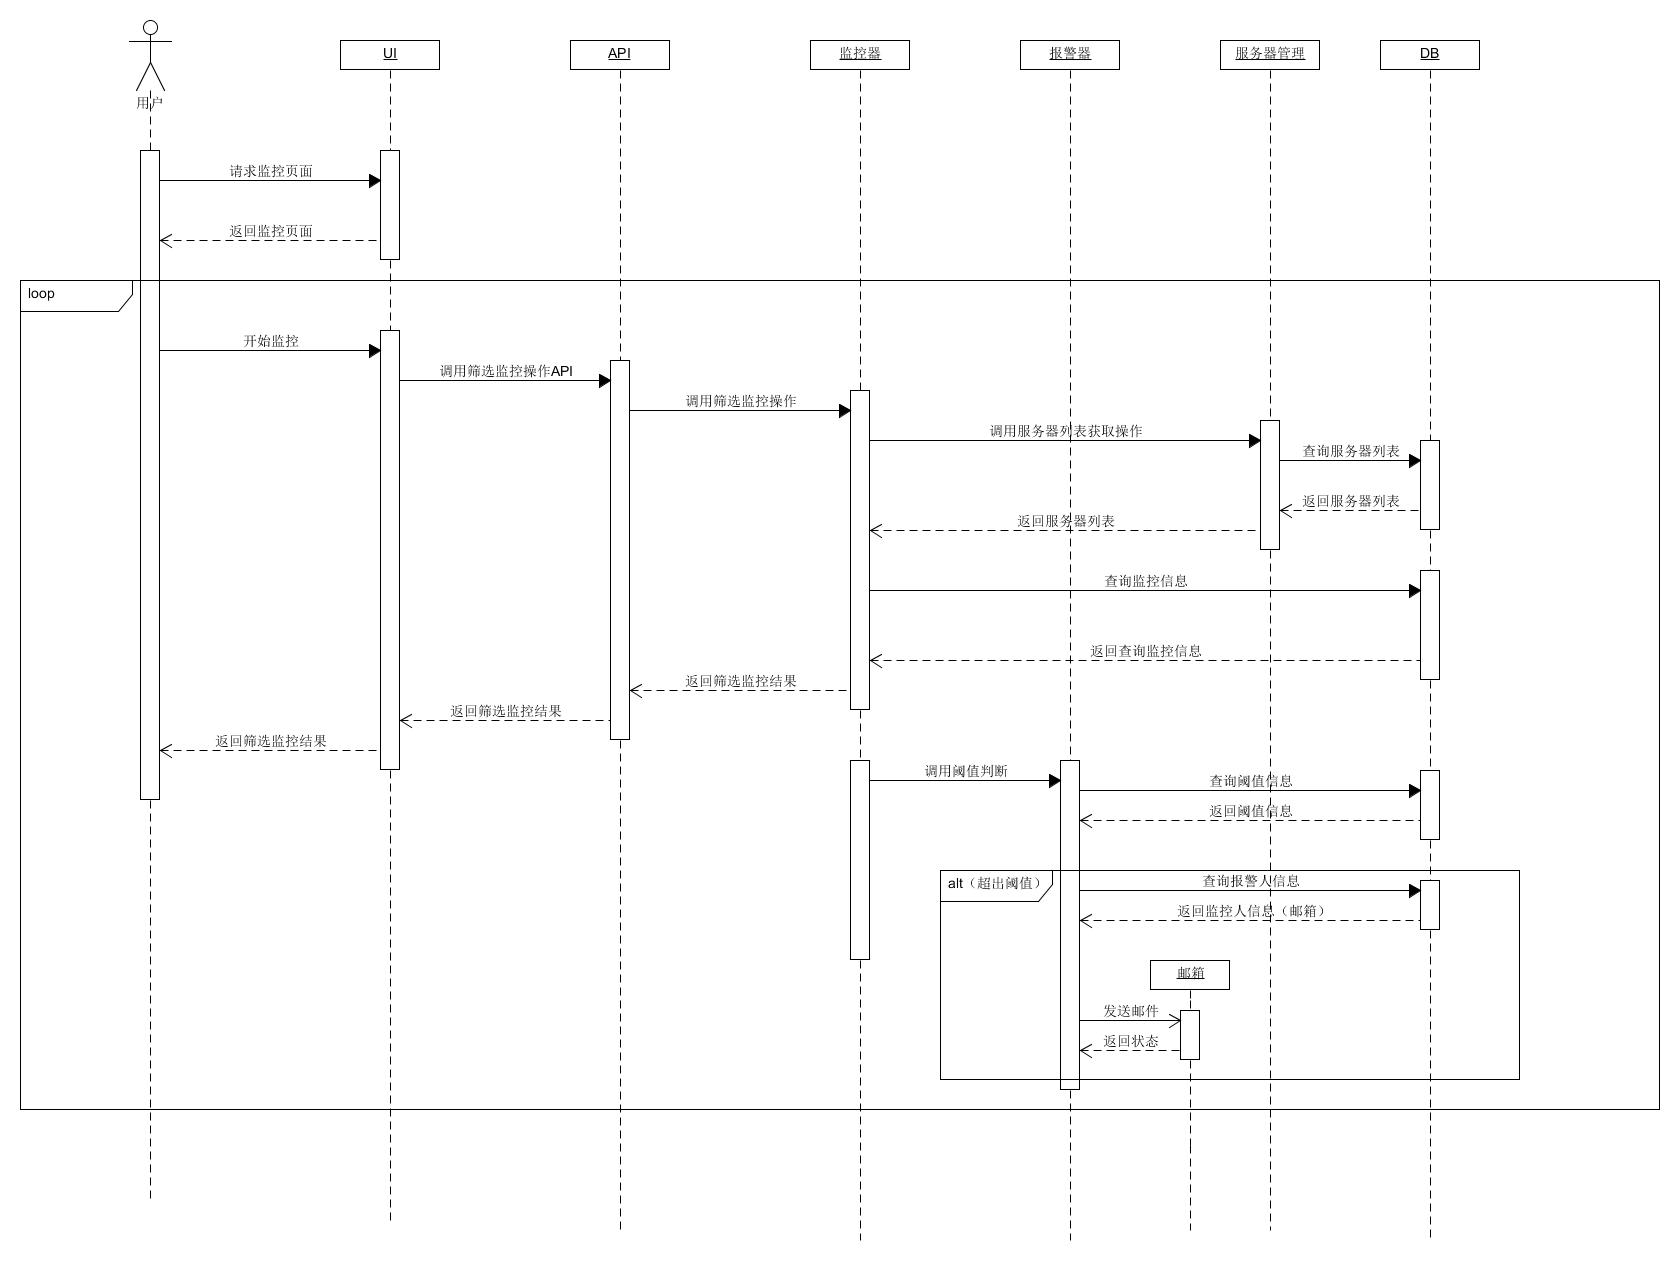 用户
UI
API
监控器
报警器
服务器管理
DB
请求监控页面
返回监控页面
loop
开始监控
调用筛选监控操作API
调用筛选监控操作
调用服务器列表获取操作
查询服务器列表
返回服务器列表
返回服务器列表
查询监控信息
返回查询监控信息
返回筛选监控结果
返回筛选监控结果
返回筛选监控结果
调用阈值判断
查询阈值信息
返回阈值信息
alt（超出阈值）
查询报警人信息
返回监控人信息（邮箱）
邮箱
发送邮件
返回状态